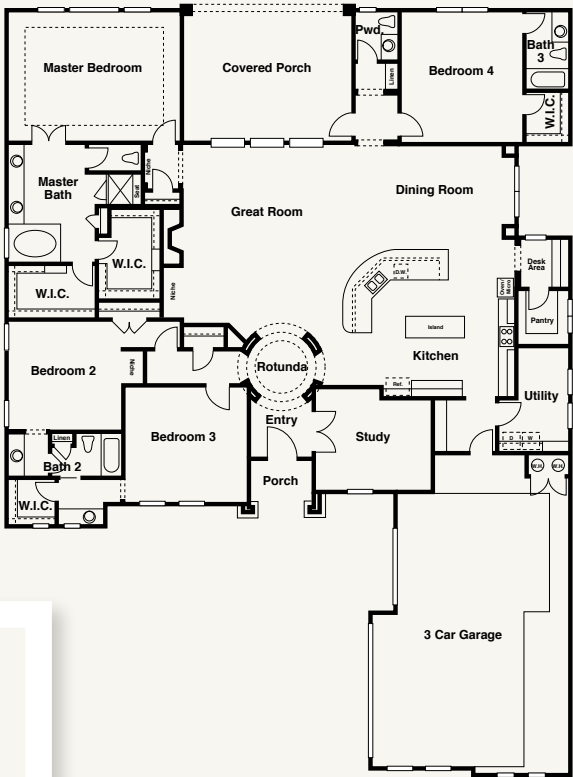 Pwd.
Master Bedroom
Covered Porch
Bedroom 4
Bath
3
Linen
W.I.C.
Niche
Master
Bath
Seat
Great Room
Dining Room
W.I.C.
W.I.C.
Niche
D.W.
Desk
Area
Oven/
Micro
Pantry
Island
Kitchen
Rotunda
Bedroom 2
Niche
Ref.
Utility
Entry
Bedroom 3
Study
Linen
Bath 2
D W
W.H. W.H.
Porch
W.I.C.
3 Car Garage